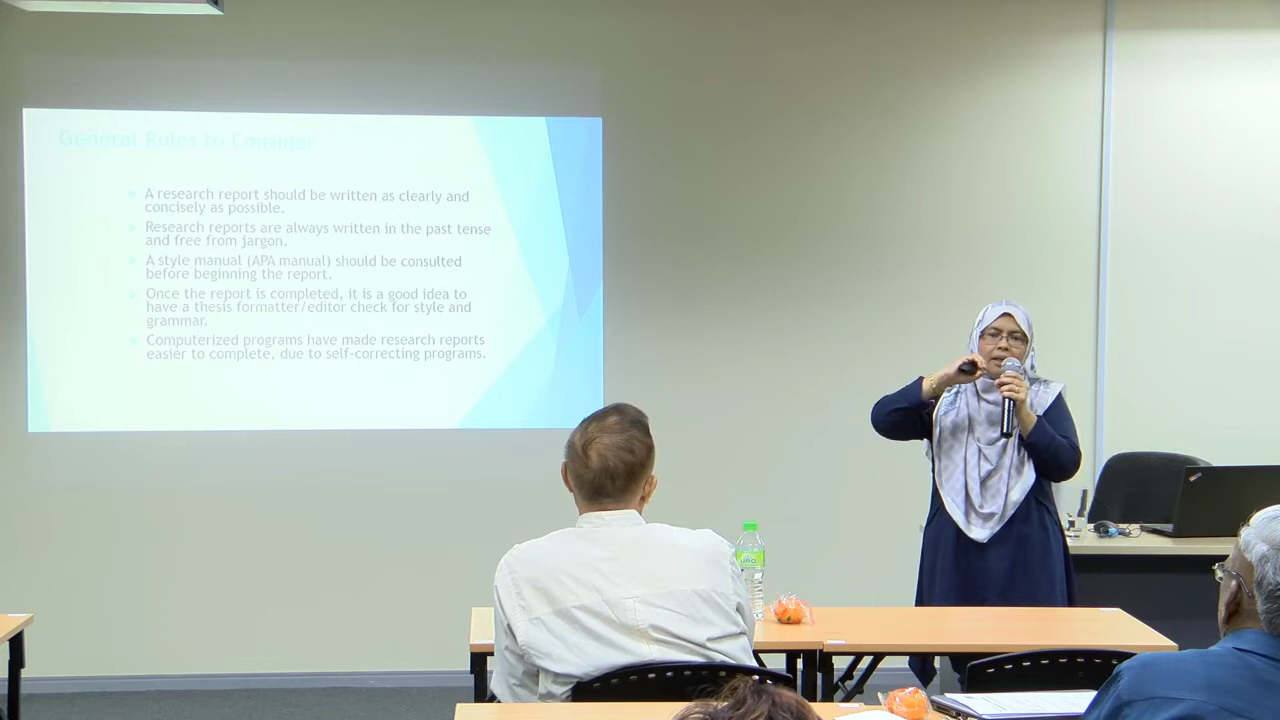 General Rules to Consider
A research report should be written as clearly and
concisely as possible.
Research reports are always written in the past tense
and free from jargon.
A style manual (APA manual) should be consulted
before beginning the report.
Once the report is completed, it is a good idea to
have a thesis formatter/editor check for style and
grammar.
Computerized programs have made research reports
easier to complete, due to self-correcting programs.